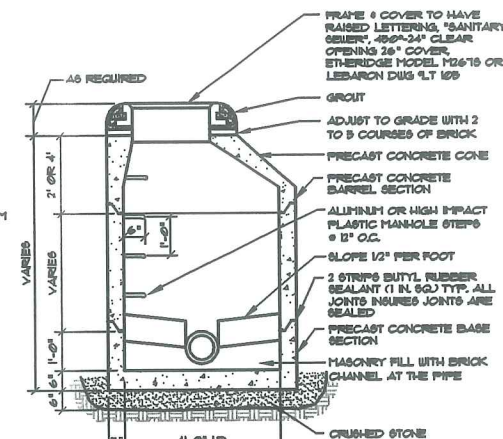 FRAME & COVER TO HAVE
RAISED LETTERING, "SANITARY
SEWER", 24" CLEAR
OPENING 26" COVER,
ETHERIDGE MODEL M267S OR
LEBARON DWG
GROUT
ADJUST TO GRADE WITH 2
TO 5 COURSES OF BRICK
PRECAST CONCRETE CONE
PRECAST CONCRETE
BARREL SECTION
ALUMINUM OR HIGH IMPACT
PLASTIC MANHOLE STEPS
@ 12" O.C.
SLOPE 1/2" PER FOOT
2 STRIPS BUTYL RUBBER
SEALANT (1 IN. SQ.) TYP. ALL
JOINTS INSURES JOINTS ARE
SEALED
PRECAST CONCRETE BASE
SECTION
MASONRY FILL WITH BRICK
CHANNEL AT THE PIPE
CRUSHED STONE
AS REQUIRED
2' OR 4'
VARIES
VARIES
6"
1'-0"
1'-0"
6"
6"